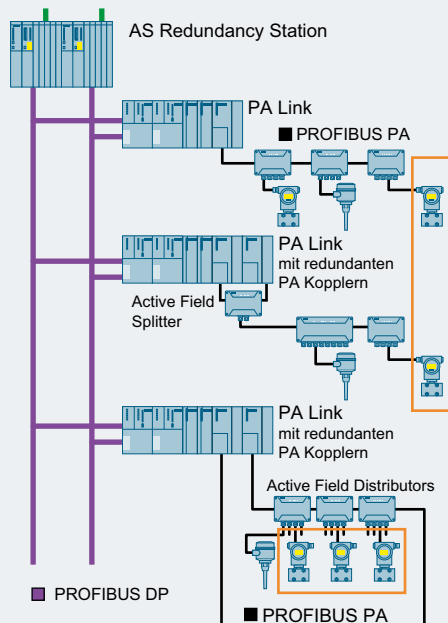 AS Redundancy Station
PA Link
PROFIBUS PA
PA Link
mit redundanten
PA Kopplern
Active Field
Splitter
PA Link
mit redundanten
PA Kopplern
Active Field Distributors
PROFIBUS DP
PROFIBUS PA